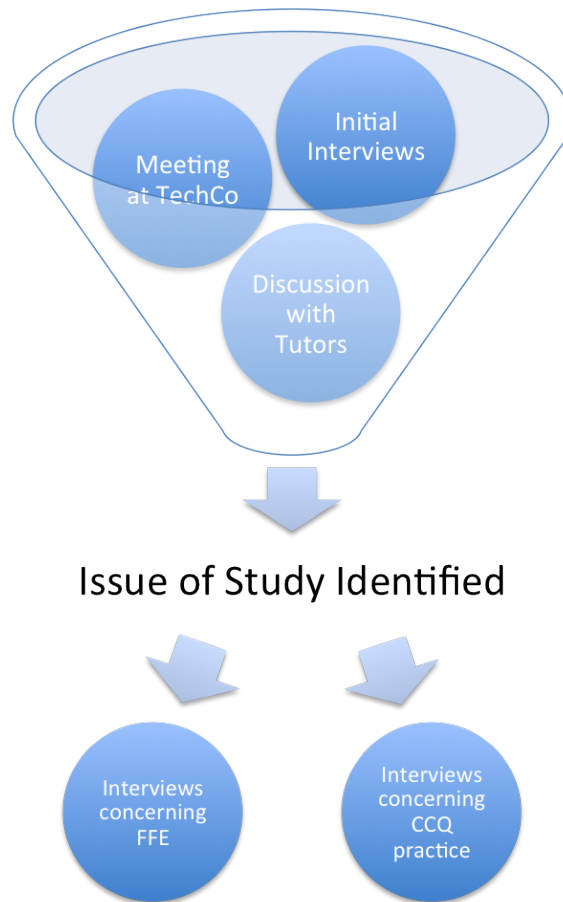 Initial
Interviews
Meeting
at TechCo
Discussion
with
Tutors
Issue of Study Identified
Interviews
concerning
FFE
Interviews
concerning
CCQ
practice